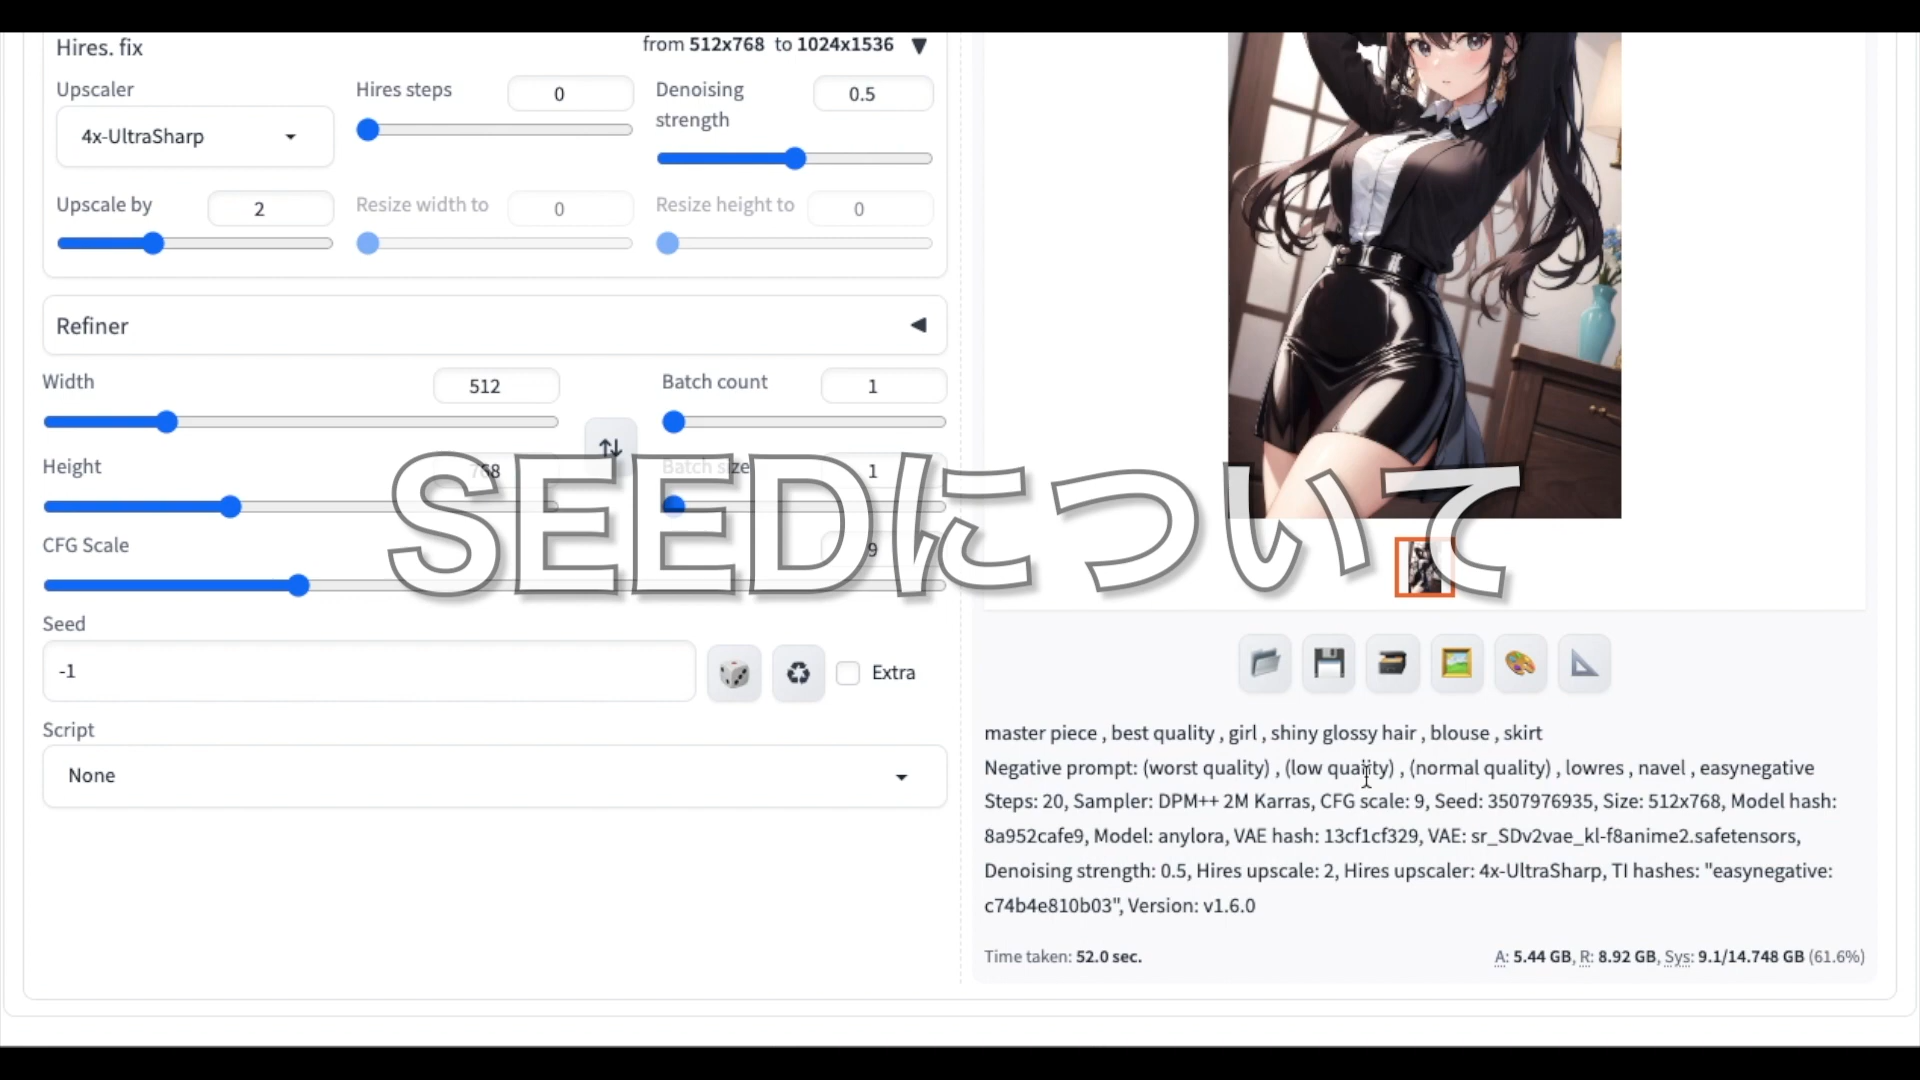 Hires. fix
from 512x768 to 1024x1536 ▼
Upscaler
4x-UltraSharp
Hires steps
0
Denoising strength
0.5
Upscale by
2
Resize width to
0
Resize height to
0
Refiner
Width
512
Batch count
1
Height
768
Batch size
1
CFG Scale
9
SEEDについて
Seed
-1
Extra
Script
None
master piece , best quality , girl , shiny glossy hair , blouse , skirt
Negative prompt: (worst quality) , (low quality) , (normal quality) , lowres , navel , easynegative
Steps: 20, Sampler: DPM++ 2M Karras, CFG scale: 9, Seed: 3507976935, Size: 512x768, Model hash:
8a952cafe9, Model: anylora, VAE hash: 13cf1cf329, VAE: sr_SDv2vae_kl-f8anime2.safetensors,
Denoising strength: 0.5, Hires upscale: 2, Hires upscaler: 4x-UltraSharp, TI hashes: "easynegative:
c74b4e810b03", Version: v1.6.0
Time taken: 52.0 sec.
A: 5.44 GB, R: 8.92 GB, Sys: 9.1/14.748 GB (61.6%)